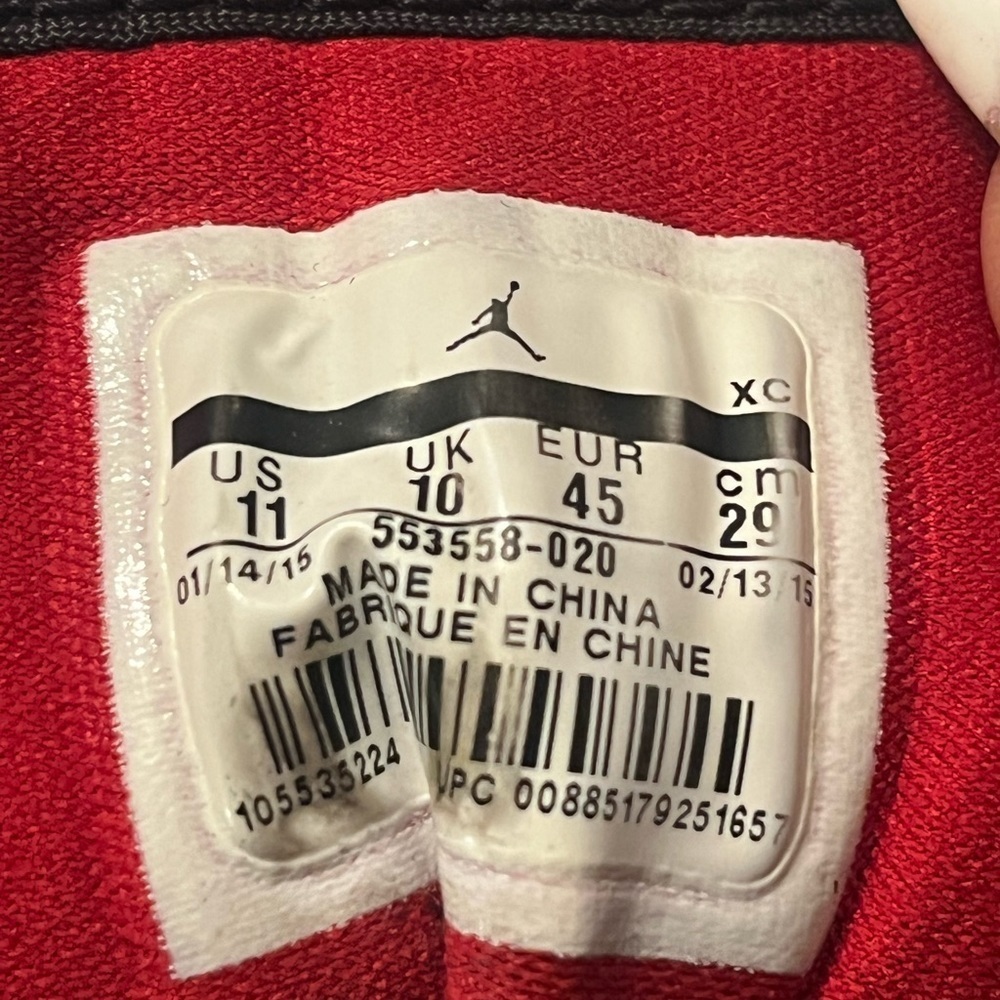 XC
US UK EUR cm
11 10 45 29
553558-020
01/14/15 02/13/15
MADE IN CHINA
FABRIQUE EN CHINE
105535224 UPC 00885179251657